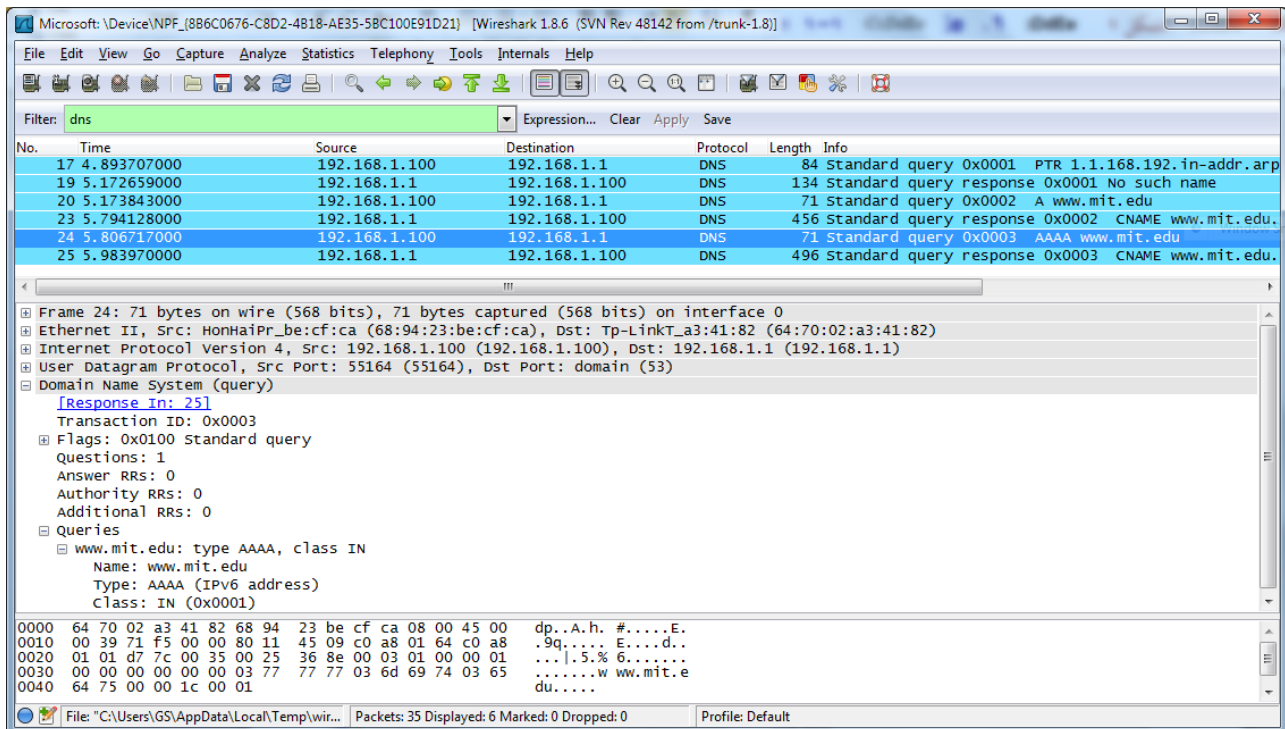 Microsoft: \Device\NPF_{8B6C0676-C8D2-4B18-AE35-5BC100E91D21} [Wireshark 1.8.6 (SVN Rev 48142 from /trunk-1.8)]
File Edit View Go Capture Analyze Statistics Telephony Tools Internals Help
Filter: dns Expression... Clear Apply Save
No. Time Source Destination Protocol Length Info
17 4.893707000 192.168.1.100 192.168.1.1 DNS 84 Standard query 0x0001 PTR 1.1.168.192.in-addr.arp
19 5.172659000 192.168.1.1 192.168.1.100 DNS 134 Standard query response 0x0001 No such name
20 5.173843000 192.168.1.100 192.168.1.1 DNS 71 Standard query 0x0002 A www.mit.edu
23 5.794128000 192.168.1.1 192.168.1.100 DNS 456 Standard query response 0x0002 CNAME www.mit.edu.
24 5.806717000 192.168.1.100 192.168.1.1 DNS 71 Standard query 0x0003 AAAA www.mit.edu
25 5.983970000 192.168.1.1 192.168.1.100 DNS 496 Standard query response 0x0003 CNAME www.mit.edu.
Frame 24: 71 bytes on wire (568 bits), 71 bytes captured (568 bits) on interface 0
Ethernet II, Src: HonHaiPr_be:cf:ca (68:94:23:be:cf:ca), Dst: Tp-LinkT_a3:41:82 (64:70:02:a3:41:82)
Internet Protocol Version 4, Src: 192.168.1.100 (192.168.1.100), Dst: 192.168.1.1 (192.168.1.1)
User Datagram Protocol, Src Port: 55164 (55164), Dst Port: domain (53)
Domain Name System (query)
[Response In: 25]
Transaction ID: 0x0003
Flags: 0x0100 Standard query
Questions: 1
Answer RRs: 0
Authority RRs: 0
Additional RRs: 0
Queries
www.mit.edu: type AAAA, class IN
Name: www.mit.edu
Type: AAAA (IPv6 address)
Class: IN (0x0001)
0000 64 70 02 a3 41 82 68 94 23 be cf ca 08 00 45 00 dp..A.h. #.....E.
0010 00 39 71 f5 00 00 80 11 45 09 c0 a8 01 64 c0 a8 .9q..... E....d..
0020 01 01 d7 7c 00 35 00 25 36 8e 00 03 01 00 00 01 ...|.5.% 6.......
0030 00 00 00 00 00 00 03 77 77 77 03 6d 69 74 03 65 .......w ww.mit.e
0040 64 75 00 00 1c 00 01 du.....
File: "C:\Users\GS\AppData\Local\Temp\wir... Packets: 35 Displayed: 6 Marked: 0 Dropped: 0 Profile: Default